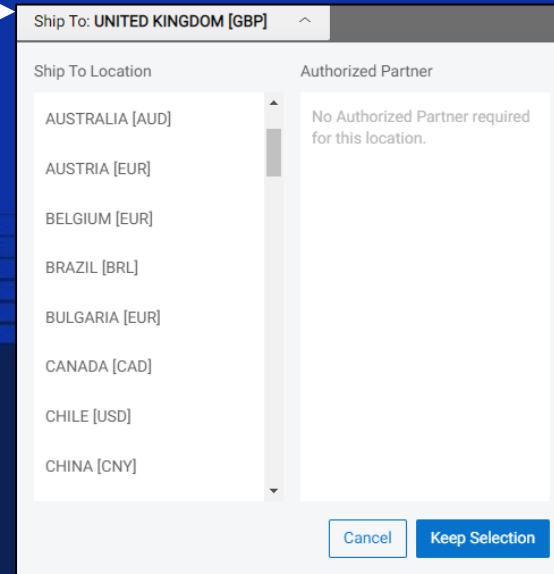 Ship To: UNITED KINGDOM [GBP]
Ship To Location
Authorized Partner
AUSTRALIA [AUD]
AUSTRIA [EUR]
BELGIUM [EUR]
BRAZIL [BRL]
BULGARIA [EUR]
CANADA [CAD]
CHILE [USD]
CHINA [CNY]
No Authorized Partner required
for this location.
Cancel
Keep Selection